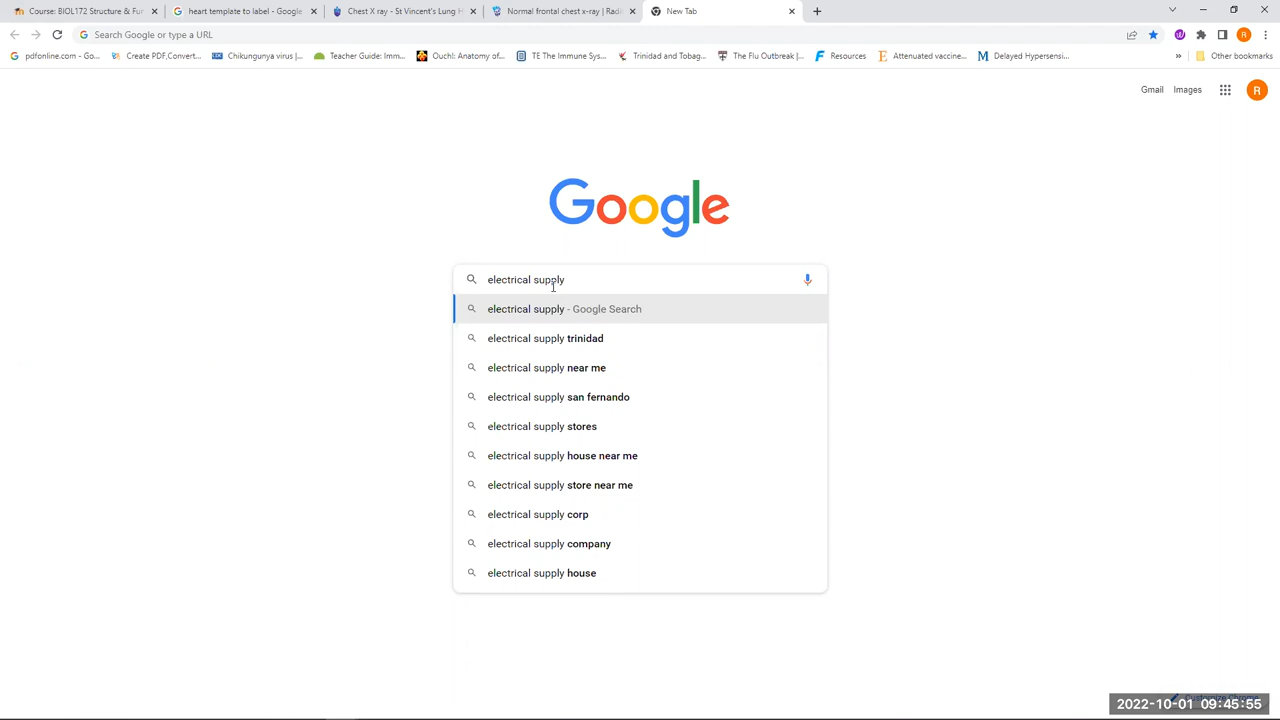 Course: BIOL172 Structure & Fur
heart template to label - Google
Chest X ray - St Vincent's Lung H
Normal frontal chest x-ray | Radi
New Tab
Search Google or type a URL
R
pdfonline.com - Go...
Create PDF,Convert...
Chikungunya virus |...
Teacher Guide: Imm...
Ouch!: Anatomy of...
TE The Immune Sys...
Trinidad and Tobag...
The Flu Outbreak |...
Resources
Attenuated vaccine...
Delayed Hypersensi...
»
Other bookmarks
Gmail
Images
R
Google
electrical supply
electrical supply - Google Search
electrical supply trinidad
electrical supply near me
electrical supply san fernando
electrical supply stores
electrical supply house near me
electrical supply store near me
electrical supply corp
electrical supply company
electrical supply house
Customize Chrome
2022-10-01 09:45:55